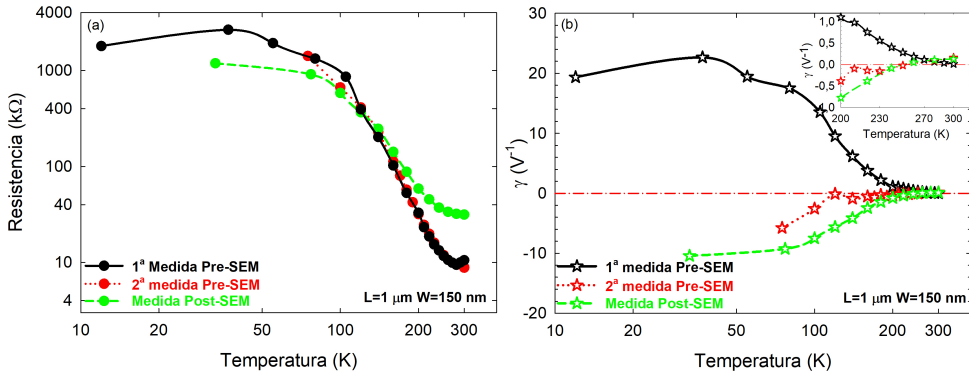 (a)
Resistencia (kΩ)
4000
1000
400
100
40
10
4
1ª Medida Pre-SEM
2ª medida Pre-SEM
Medida Post-SEM
L=1 μm W=150 nm
10
20
50
100
200
300
Temperatura (K)
(b)
γ (V-1)
30
20
10
0
-10
-20
1ª Medida Pre-SEM
2ª medida Pre-SEM
Medida Post-SEM
L=1 μm W=150 nm
10
20
50
100
200
300
Temperatura (K)
γ (V-1)
1,0
0,5
0,0
0,5
1,0
200
230
270
300
Temperatura (K)